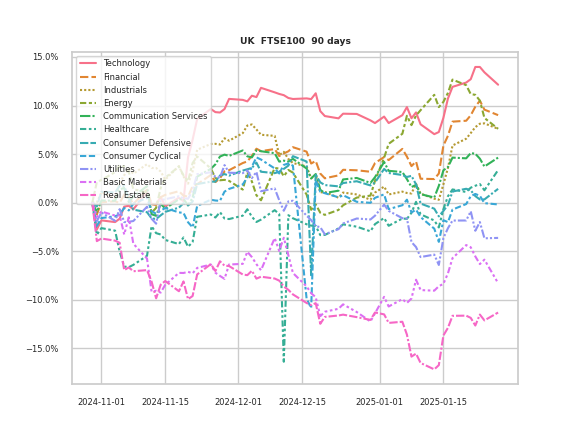 UK  FTSE100  90 days
15.0%
10.0%
5.0%
0.0%
−5.0%
−10.0%
−15.0%
Technology
Financial
Industrials
Energy
Communication Services
Healthcare
Consumer Defensive
Consumer Cyclical
Utilities
Basic Materials
Real Estate
2024-11-01 2024-11-15 2024-12-01 2024-12-15 2025-01-01 2025-01-15